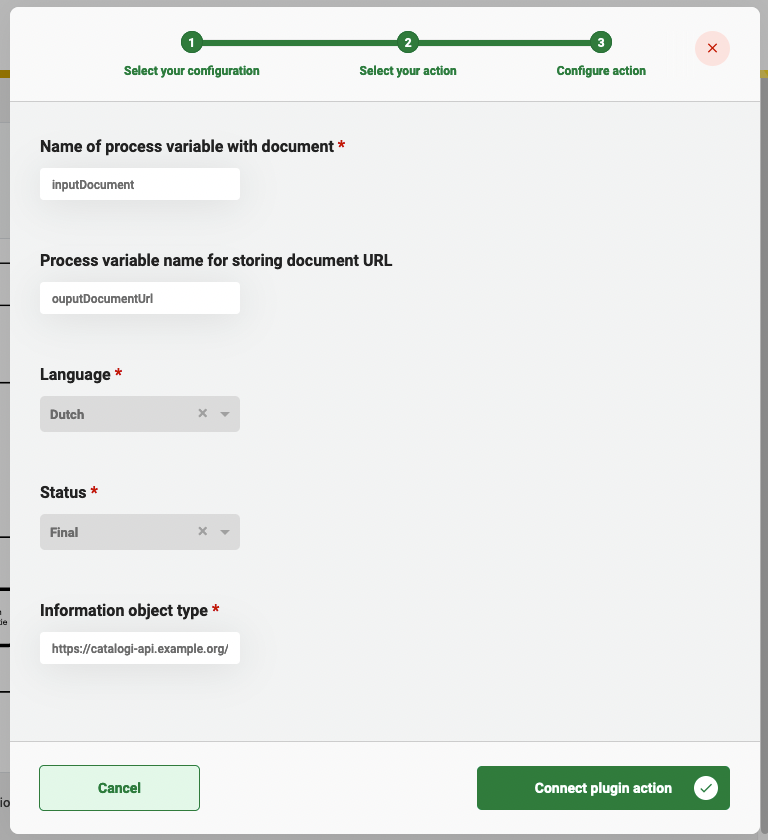 1 2 3
Select your configuration Select your action Configure action
Name of process variable with document *
inputDocument
Process variable name for storing document URL
ouputDocumentUrl
Language *
Dutch
Status *
Final
Information object type *
https://catalogi-api.example.org/
Cancel Connect plugin action